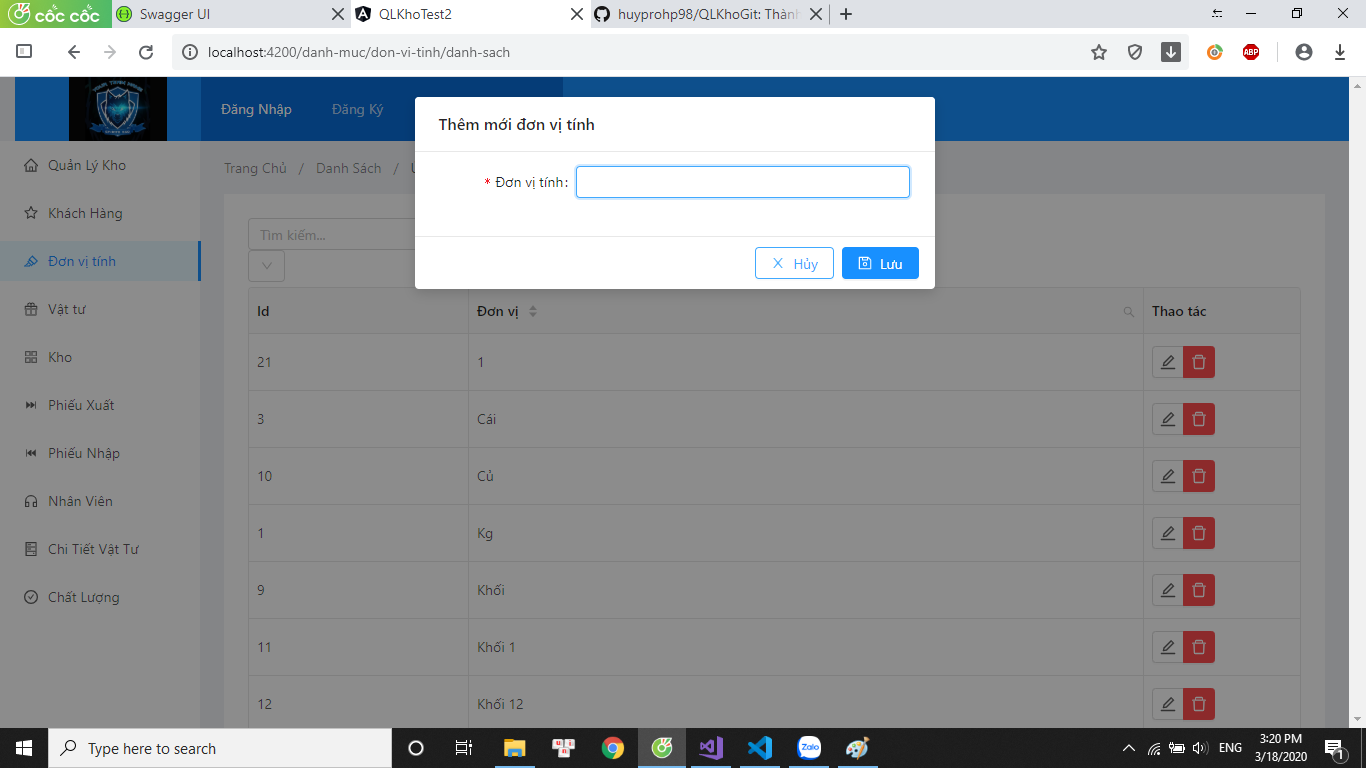 cốc cốc Swagger UI QLKhoTest2 huyprohp98/QLKhoGit: Thành
localhost:4200/danh-muc/don-vi-tinh/danh-sach ABP
Đăng Nhập Đăng Ký
Thêm mới đơn vị tính
* Đơn vị tính:
Hủy Lưu
Quản Lý Kho
Khách Hàng
Đơn vị tính
Vật tư
Kho
Phiếu Xuất
Phiếu Nhập
Nhân Viên
Chi Tiết Vật Tư
Chất Lượng
Trang Chủ / Danh Sách /
Tìm kiếm...
Id Đơn vị Thao tác
21 1
3 Cái
10 Củ
1 Kg
9 Khối
11 Khối 1
12 Khối 12
Type here to search
Zalo
ENG
3:20 PM
3/18/2020
1